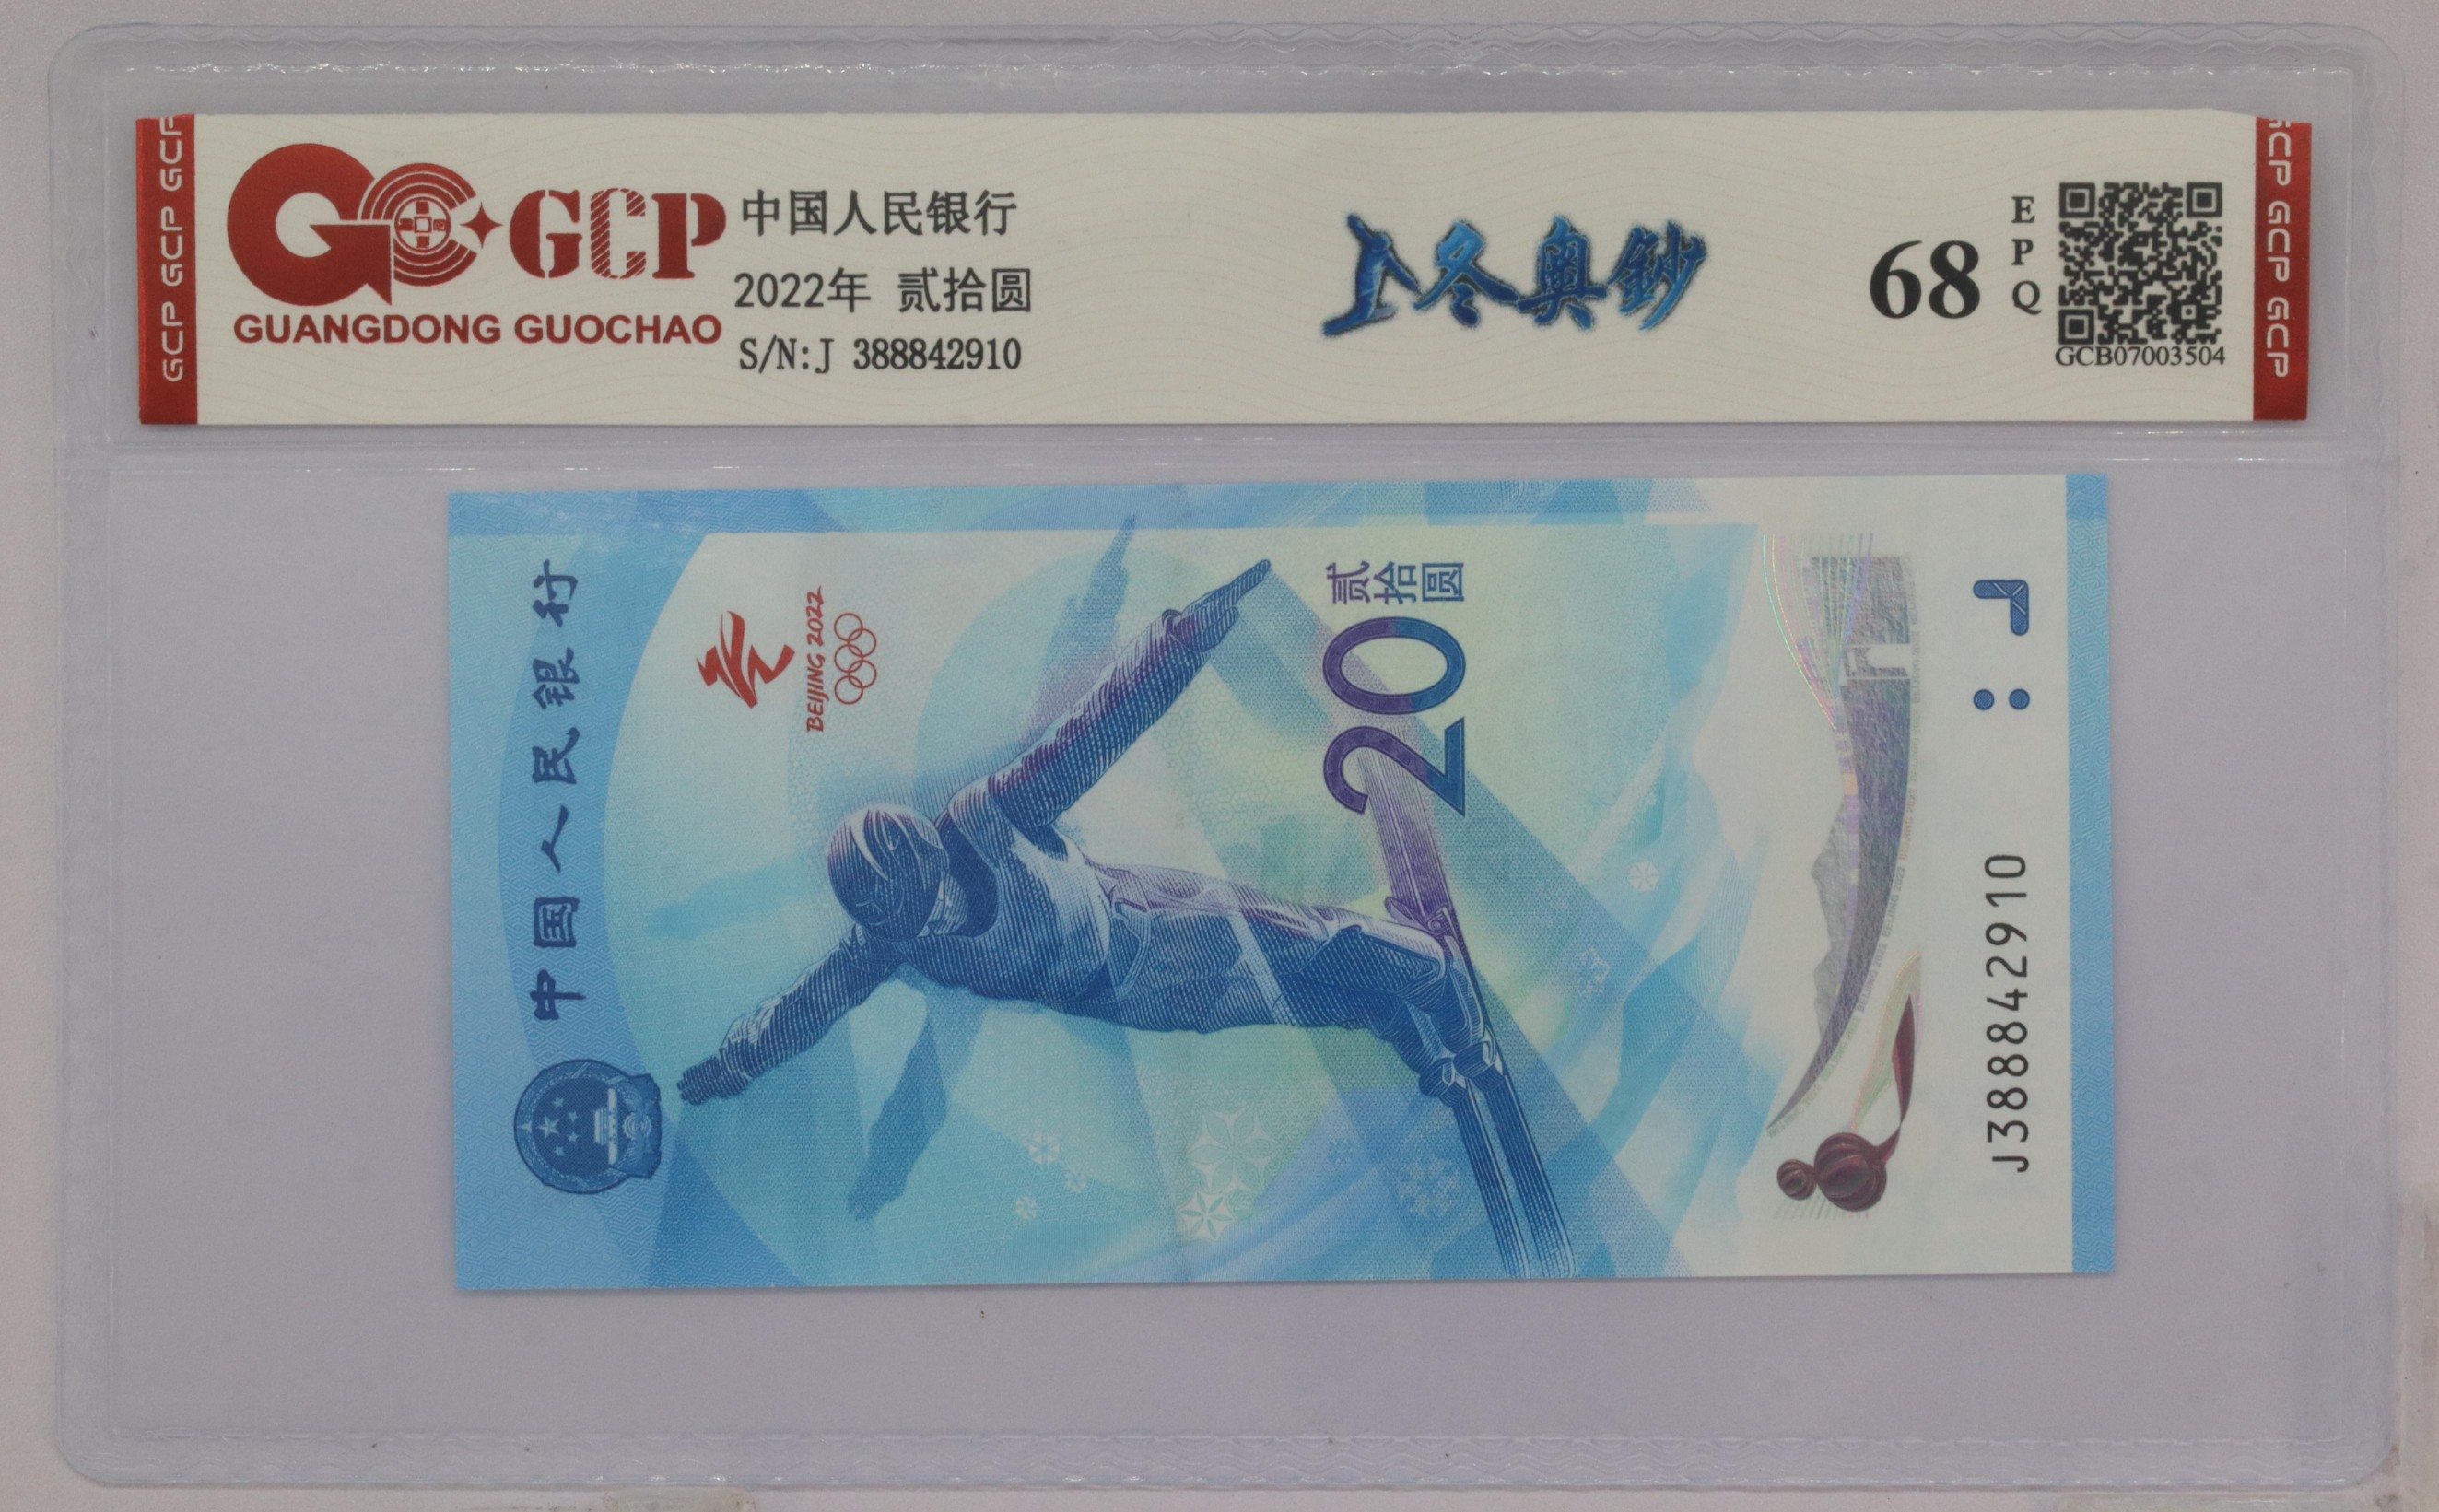 GCP GCP GCP
GCP
GUANGDONG GUOCHAO
中国人民银行
2022年 贰拾圆
S/N:J 388842910
冬奥鈔
68
EPQ
GCB07003504
GCP GCP GCP
中国人民银行
BEIJING 2022
贰拾圆
20
J388842910